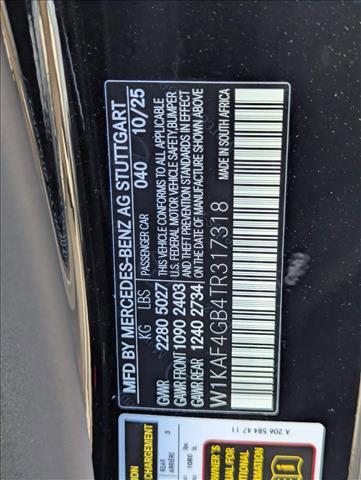 MFD BY MERCEDES-BENZ AG STUTTGART
PASSENGER CAR 040 10/25
KG LBS
GVWR 2280 5027
GAWR FRONT 1090 2403
GAWR REAR 1240 2734
THIS VEHICLE CONFORMS TO ALL APPLICABLE
U.S. FEDERAL MOTOR VEHICLE SAFETY, BUMPER
AND THEFT PREVENTION STANDARDS IN EFFECT
ON THE DATE OF MANUFACTURE SHOWN ABOVE
W1KAF4GB4TR317318
MADE IN SOUTH AFRICA
A 206 584 47 11
REAR
ARRIÈRE 3